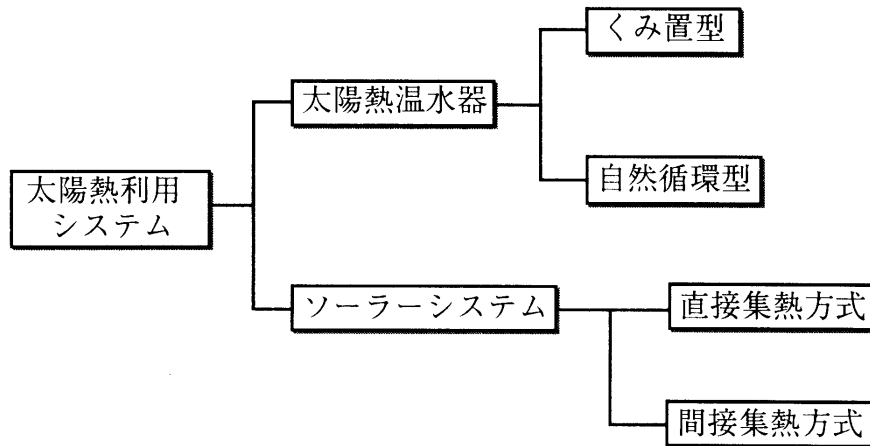 くみ置型
太陽熱温水器
自然循環型
太陽熱利用
システム
ソーラーシステム
直接集熱方式
間接集熱方式